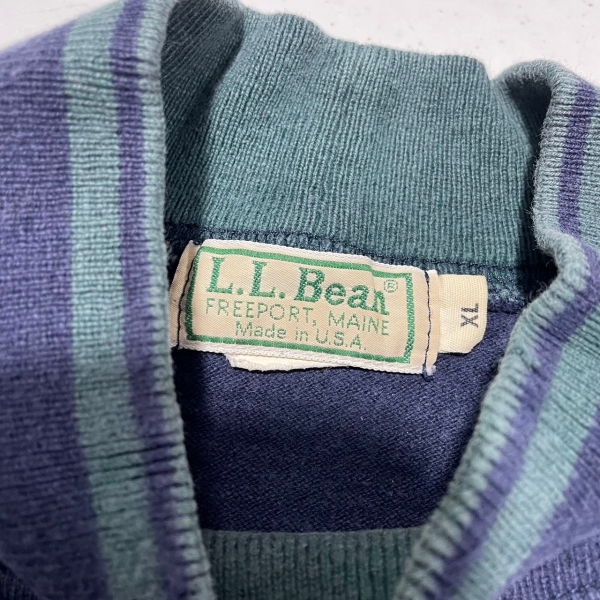 L.L. Bean®
FREEPORT, MAINE
Made in U.S.A.
XL